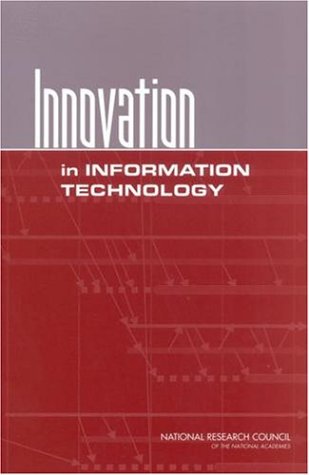 Innovation
in INFORMATION
TECHNOLOGY
NATIONAL RESEARCH COUNCIL
OF THE NATIONAL ACADEMIES